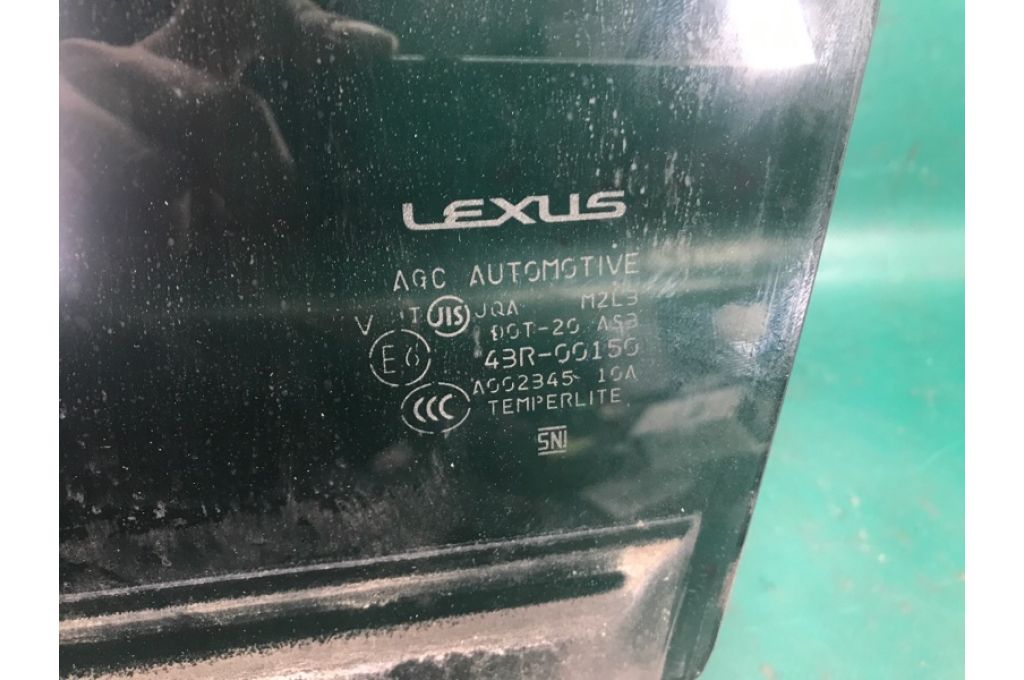 LEXUS
AGC AUTOMOTIVE
V T JIS JQA M2L3
DOT-20 AS3
E6 43R-00150
A002345 10A
CCC TEMPERLITE
SNI